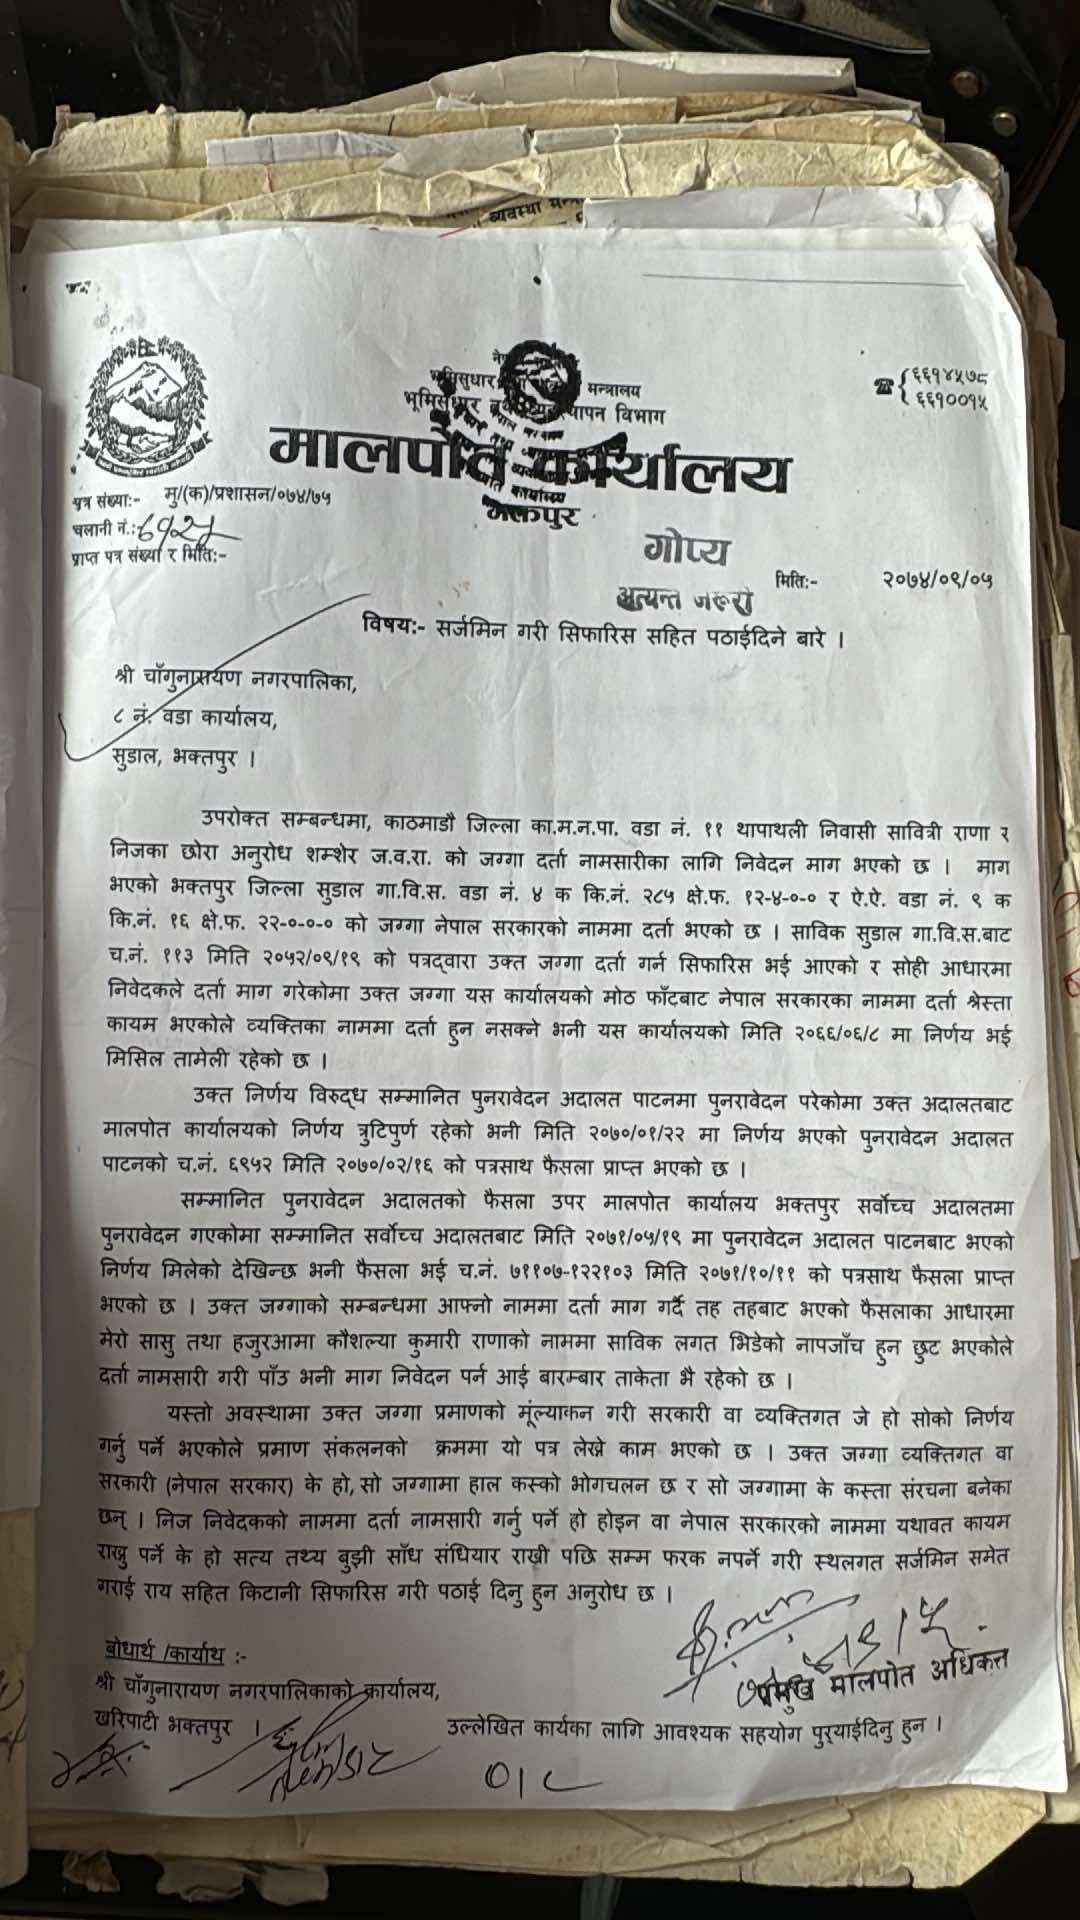 व्यवस्था
भूमिसुधार मन्त्रालय
भूमिसुधार व्यवस्थापन विभाग
६६१४५७८
६६१००१५
मालपोत कार्यालय
भक्तपुर
पत्र संख्या:- मु/(क)/प्रशासन/०७४/७५
चलानी नं.:
प्राप्त पत्र संख्या र मिति:-
गोप्य
अत्यन्त जरूरी
मिति:- २०७४/०९/०५
विषय:- सर्जमिन गरी सिफारिस सहित पठाईदिने बारे ।
श्री चाँगुनारायण नगरपालिका,
८ नं. वडा कार्यालय,
सुडाल, भक्तपुर ।
उपरोक्त सम्बन्धमा, काठमाडौ जिल्ला का.म.न.पा. वडा नं. ११ थापाथली निवासी सावित्री राणा र
निजका छोरा अनुरोध शम्शेर ज.व.रा. को जग्गा दर्ता नामसारीका लागि निवेदन माग भएको छ । माग
भएको भक्तपुर जिल्ला सुडाल गा.वि.स. वडा नं. ४ क कि.नं. २८५ क्षे.फ. १२-४-०-० र ऐ.ऐ. वडा नं. ९ क
कि.नं. १६ क्षे.फ. २२-०-०-० को जग्गा नेपाल सरकारको नाममा दर्ता भएको छ । साविक सुडाल गा.वि.स.बाट
च.नं. ११३ मिति २०५२/०९/१९ को पत्रद्वारा उक्त जग्गा दर्ता गर्न सिफारिस भई आएको र सोही आधारमा
निवेदकले दर्ता माग गरेकोमा उक्त जग्गा यस कार्यालयको मोठ फाँटबाट नेपाल सरकारका नाममा दर्ता श्रेस्ता
कायम भएकोले व्यक्तिका नाममा दर्ता हुन नसक्ने भनी यस कार्यालयको मिति २०६६/०६/८ मा निर्णय भई
मिसिल तामेली रहेको छ ।
उक्त निर्णय विरुद्ध सम्मानित पुनरावेदन अदालत पाटनमा पुनरावेदन परेकोमा उक्त अदालतबाट
मालपोत कार्यालयको निर्णय त्रुटिपुर्ण रहेको भनी मिति २०७०/०१/२२ मा निर्णय भएको पुनरावेदन अदालत
पाटनको च.नं. ६९५२ मिति २०७०/०२/१६ को पत्रसाथ फैसला प्राप्त भएको छ ।
सम्मानित पुनरावेदन अदालतको फैसला उपर मालपोत कार्यालय भक्तपुर सर्वोच्च अदालतमा
पुनरावेदन गएकोमा सम्मानित सर्वोच्च अदालतबाट मिति २०७१/०५/१९ मा पुनरावेदन अदालत पाटनबाट भएको
निर्णय मिलेको देखिन्छ भनी फैसला भई च.नं. ७११०७-१२२१०३ मिति २०७१/१०/११ को पत्रसाथ फैसला प्राप्त
भएको छ । उक्त जग्गाको सम्बन्धमा आफ्नो नाममा दर्ता माग गर्दै तह तहबाट भएको फैसलाका आधारमा
मेरो सासु तथा हजुरआमा कौशल्या कुमारी राणाको नाममा साविक लगत भिडेको नापजाँच हुन छुट भएकोले
दर्ता नामसारी गरी पाँउ भनी माग निवेदन पर्न आई बारम्बार ताकेता भै रहेको छ ।
यस्तो अवस्थामा उक्त जग्गा प्रमाणको मूंल्याकन गरी सरकारी वा व्यक्तिगत जे हो सोको निर्णय
गर्नु पर्ने भएकोले प्रमाण संकलनको क्रममा यो पत्र लेख्ने काम भएको छ । उक्त जग्गा व्यक्तिगत वा
सरकारी (नेपाल सरकार) के हो, सो जग्गामा हाल कस्को भोगचलन छ र सो जग्गामा के कस्ता संरचना बनेका
छन् । निज निवेदकको नाममा दर्ता नामसारी गर्नु पर्ने हो होइन वा नेपाल सरकारको नाममा यथावत कायम
राख्नु पर्ने के हो सत्य तथ्य बुझी साँध संधियार राखी पछि सम्म फरक नपर्ने गरी स्थलगत सर्जमिन समेत
गराई राय सहित किटानी सिफारिस गरी पठाई दिनु हुन अनुरोध छ ।
प्रमुख मालपोत अधिकृत
बोधार्थ /कार्याथ :-
श्री चाँगुनारायण नगरपालिकाको कार्यालय,
खरिपाटी भक्तपुर । उल्लेखित कार्यका लागि आवश्यक सहयोग पुर्‍याईदिनु हुन ।